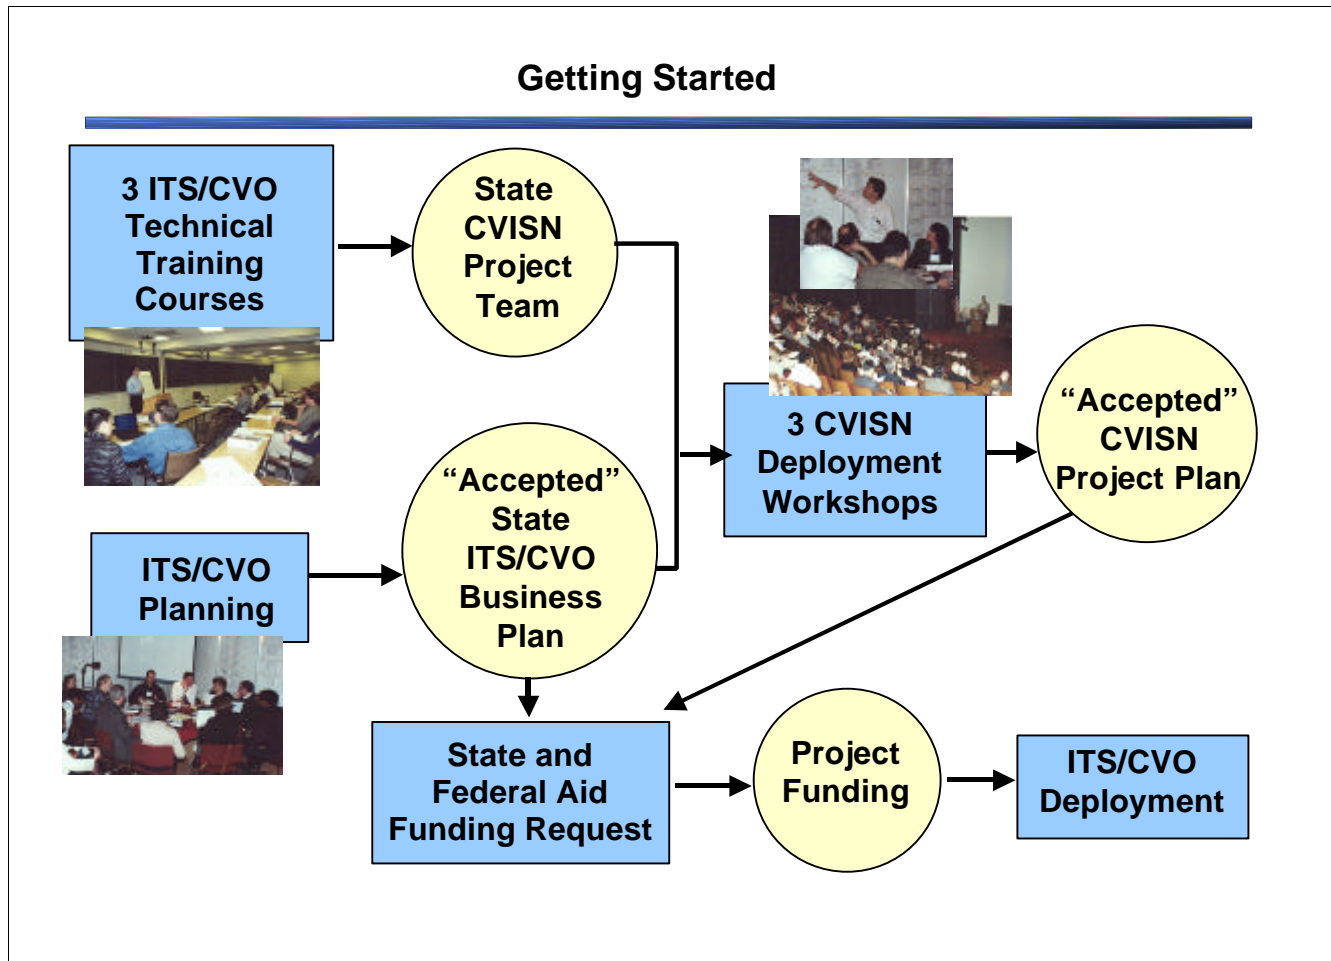 Getting Started
3 ITS/CVO
Technical
Training
Courses
State
CVISN
Project
Team
“Accepted”
State
ITS/CVO
Business
Plan
ITS/CVO
Planning
3 CVISN
Deployment
Workshops
“Accepted”
CVISN
Project Plan
State and
Federal Aid
Funding Request
Project
Funding
ITS/CVO
Deployment